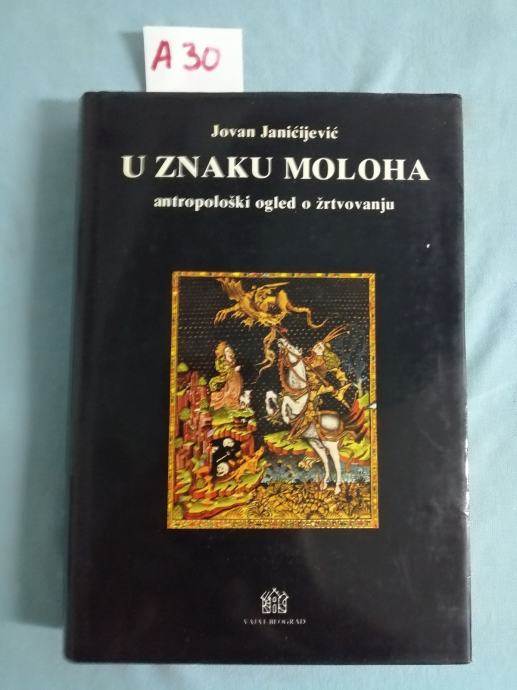 A 30
Jovan Janićijević
U ZNAKU MOLOHA
antropološki ogled o žrtvovanju
VAJAT-BEOGRAD